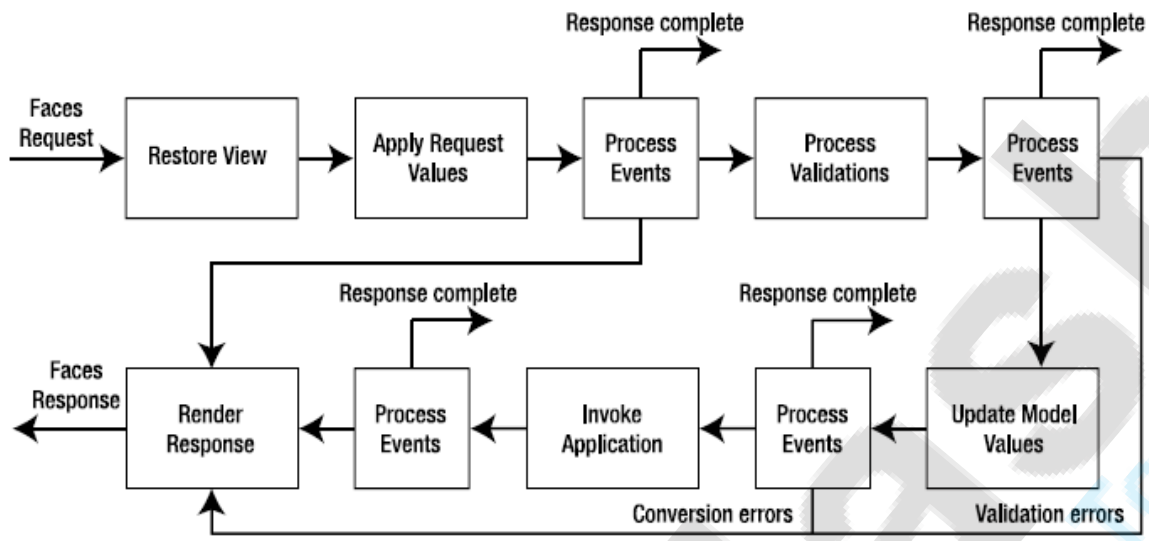 Response complete
Response complete
Faces
Request
Restore View
Apply Request
Values
Process
Events
Process
Validations
Process
Events
Response complete
Response complete
Faces
Response
Render
Response
Process
Events
Invoke
Application
Process
Events
Update Model
Values
Conversion errors
Validation errors